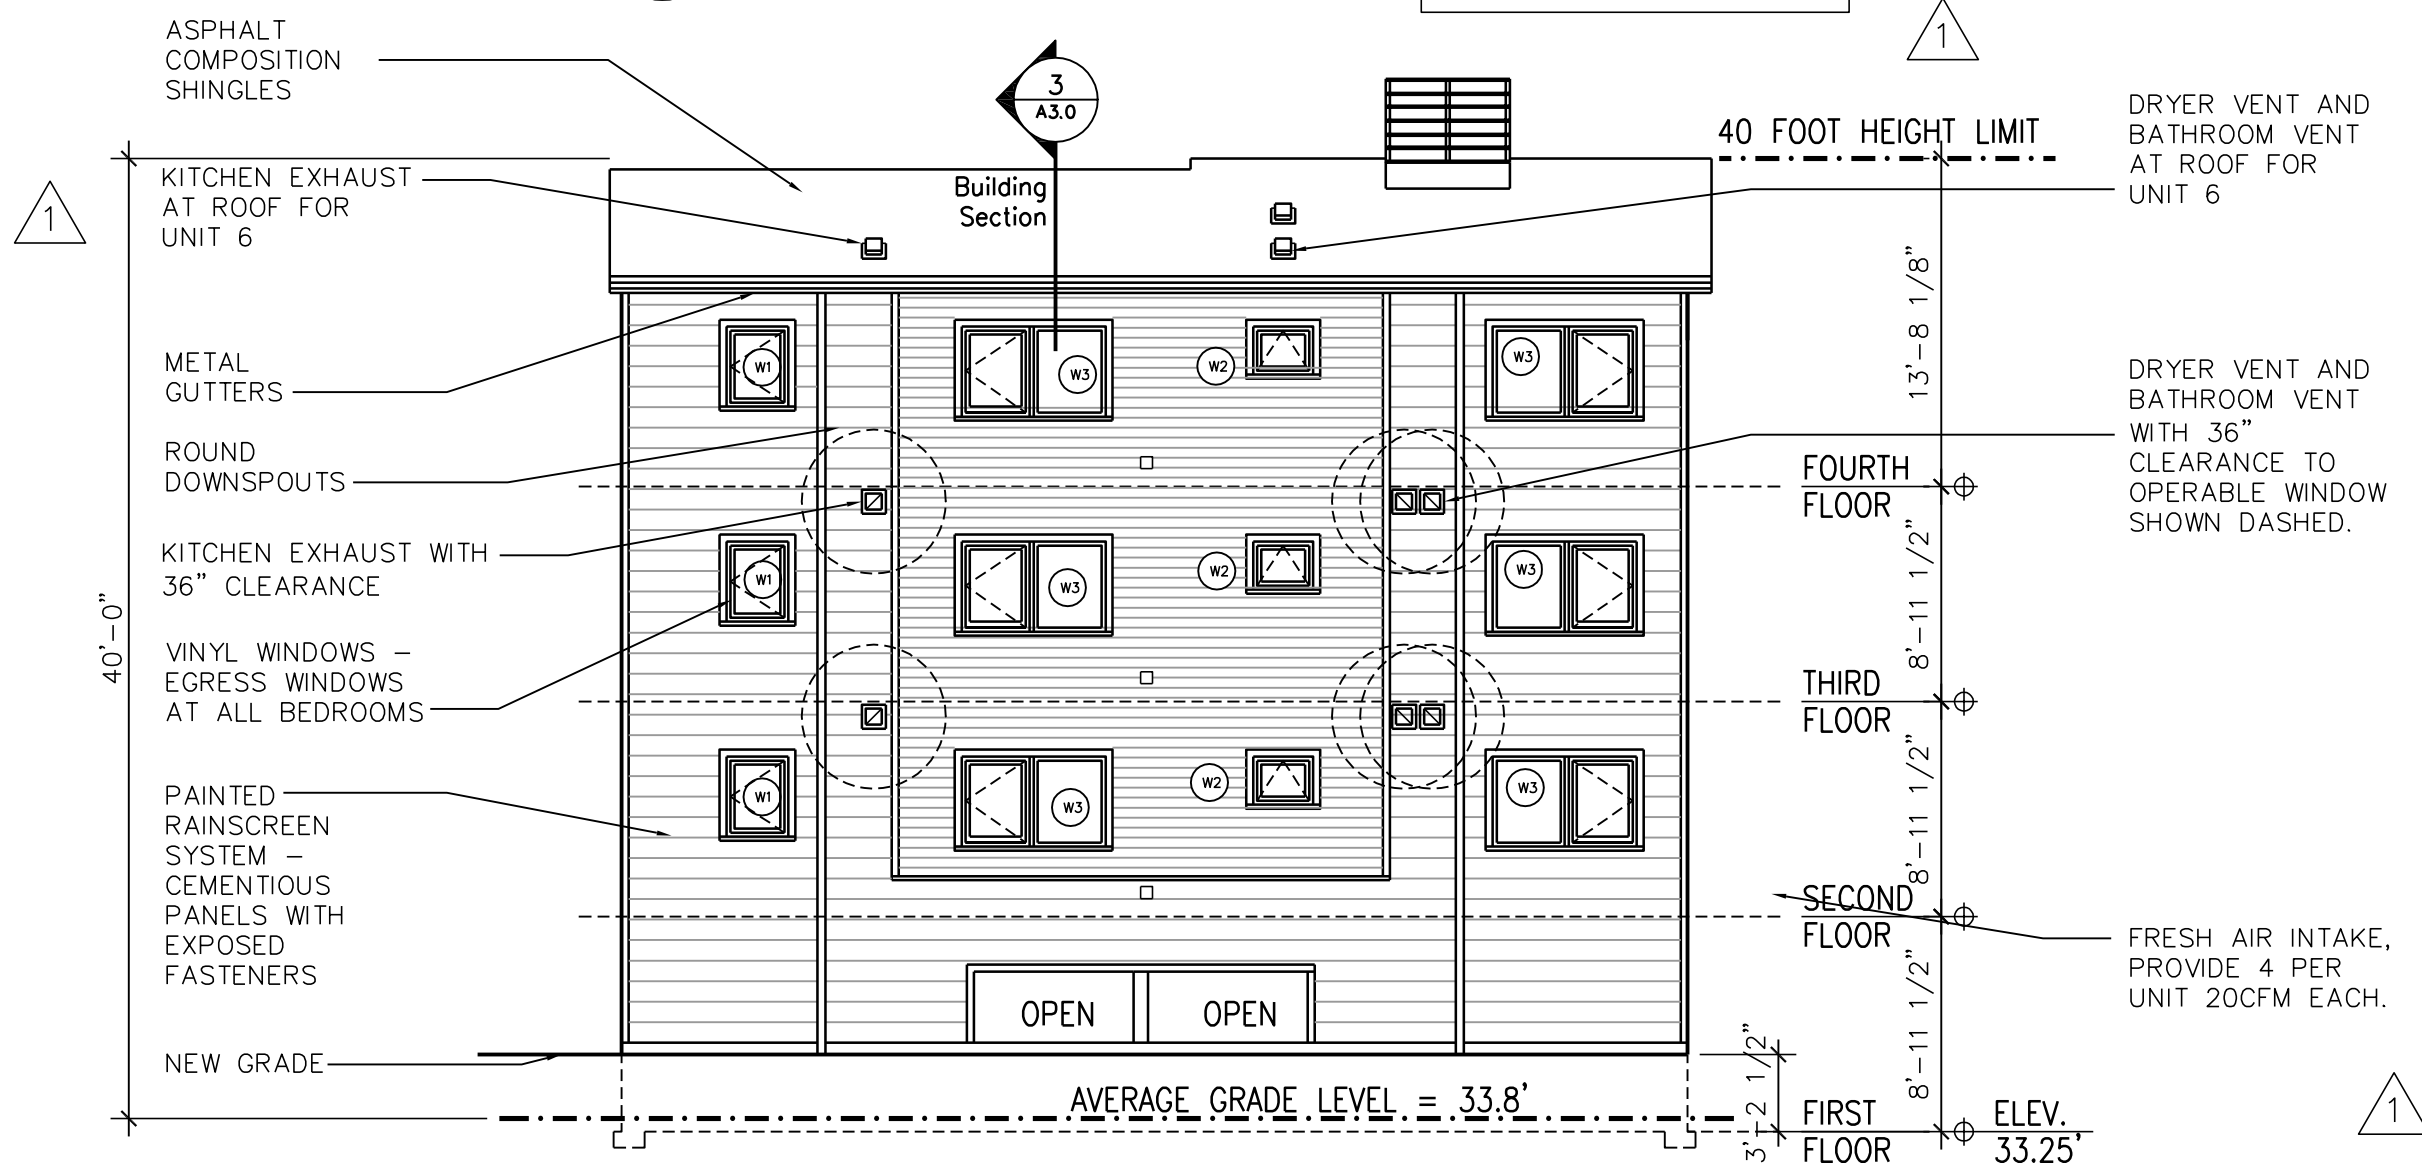 ASPHALT
COMPOSITION
SHINGLES
3
A3.0
1
40 FOOT HEIGHT LIMIT
DRYER VENT AND
BATHROOM VENT
AT ROOF FOR
UNIT 6
KITCHEN EXHAUST
AT ROOF FOR
UNIT 6
1
Building
Section
13'-8 1/8"
METAL
GUTTERS
W1
W3
W2
W3
DRYER VENT AND
BATHROOM VENT
WITH 36"
CLEARANCE TO
OPERABLE WINDOW
SHOWN DASHED.
ROUND
DOWNSPOUTS
FOURTH
FLOOR
KITCHEN EXHAUST WITH
36" CLEARANCE
W1
W3
W2
W3
8'-11 1/2"
40'-0"
VINYL WINDOWS –
EGRESS WINDOWS
AT ALL BEDROOMS
THIRD
FLOOR
PAINTED
RAINSCREEN
SYSTEM –
CEMENTIOUS
PANELS WITH
EXPOSED
FASTENERS
W1
W3
W2
W3
8'-11 1/2"
SECOND
FLOOR
FRESH AIR INTAKE,
PROVIDE 4 PER
UNIT 20CFM EACH.
OPEN
OPEN
8'-11 1/2"
NEW GRADE
3'-2 1/2"
AVERAGE GRADE LEVEL = 33.8'
FIRST
FLOOR
ELEV.
33.25'
1